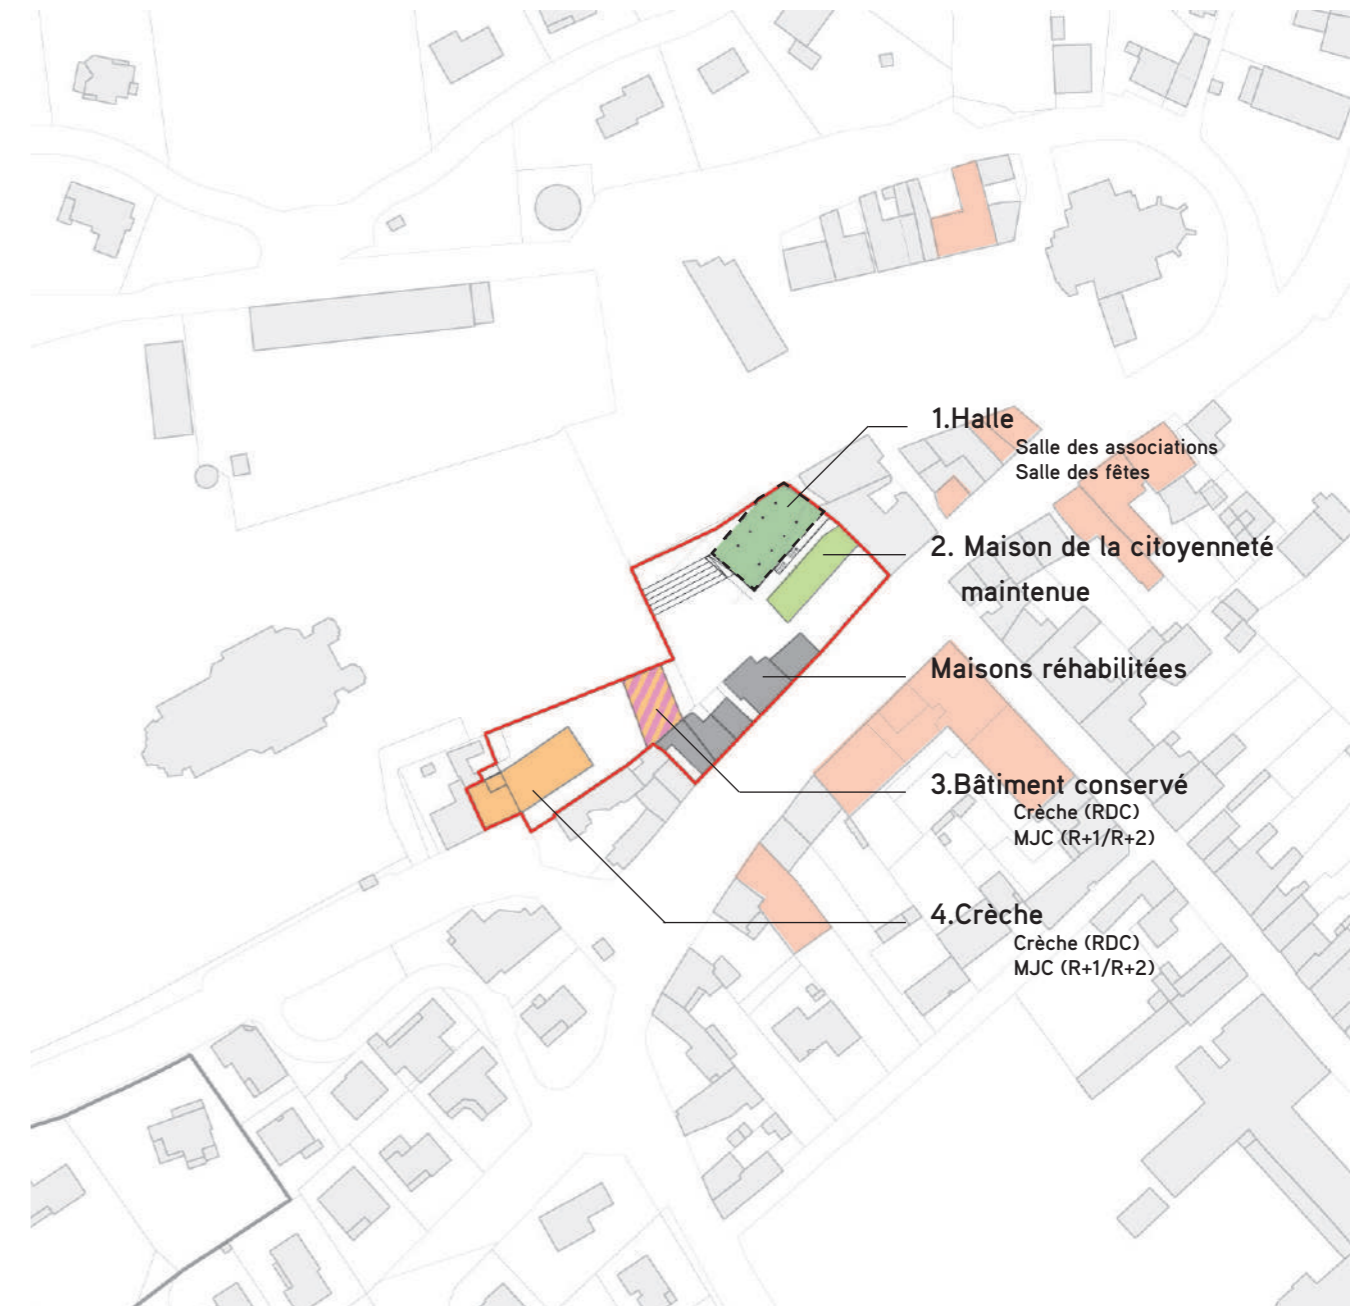 1.Halle
Salle des associations
Salle des fêtes
2. Maison de la citoyenneté
maintenue
Maisons réhabilitées
3.Bâtiment conservé
Crèche (RDC)
MJC (R+1/R+2)
4.Crèche
Crèche (RDC)
MJC (R+1/R+2)